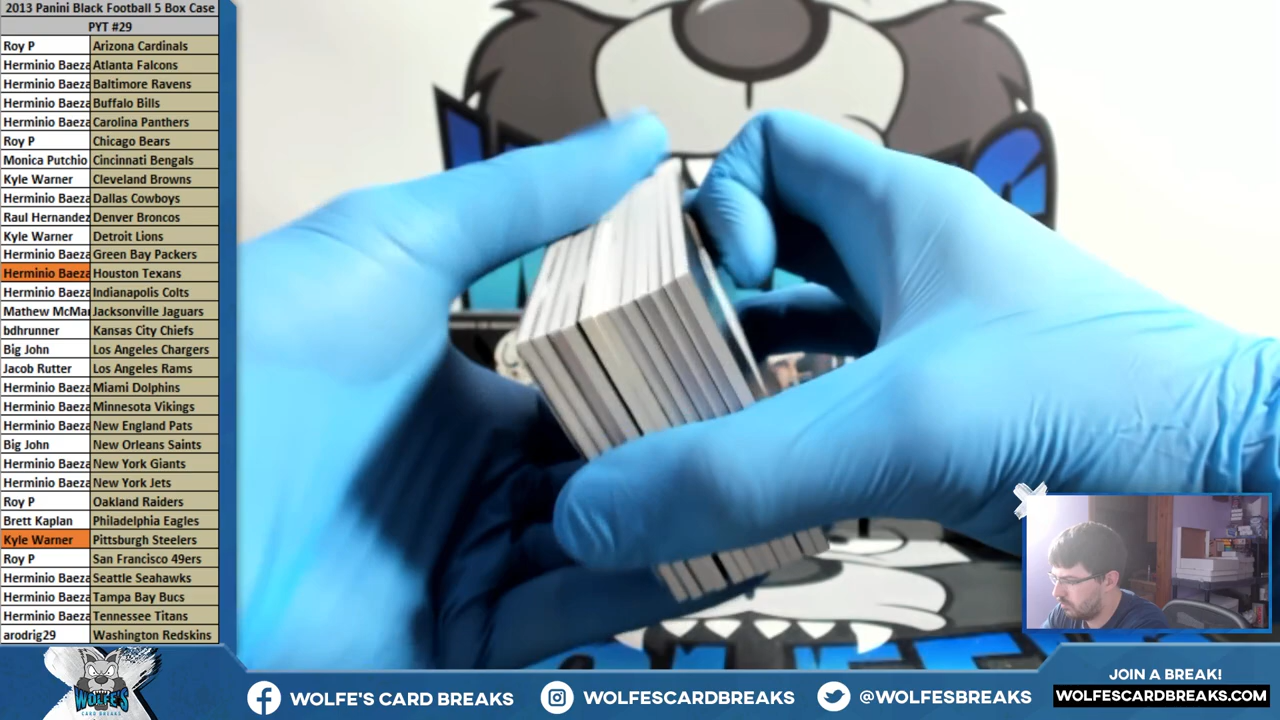 2013 Panini Black Football 5 Box Case
PYT #29
Roy P Arizona Cardinals
Herminio Baeza Atlanta Falcons
Herminio Baeza Baltimore Ravens
Herminio Baeza Buffalo Bills
Herminio Baeza Carolina Panthers
Roy P Chicago Bears
Monica Putchio Cincinnati Bengals
Kyle Warner Cleveland Browns
Herminio Baeza Dallas Cowboys
Raul Hernandez Denver Broncos
Kyle Warner Detroit Lions
Herminio Baeza Green Bay Packers
Herminio Baeza Houston Texans
Herminio Baeza Indianapolis Colts
Mathew McMa Jacksonville Jaguars
bdhrunner Kansas City Chiefs
Big John Los Angeles Chargers
Jacob Rutter Los Angeles Rams
Herminio Baeza Miami Dolphins
Herminio Baeza Minnesota Vikings
Herminio Baeza New England Pats
Big John New Orleans Saints
Herminio Baeza New York Giants
Herminio Baeza New York Jets
Roy P Oakland Raiders
Brett Kaplan Philadelphia Eagles
Kyle Warner Pittsburgh Steelers
Roy P San Francisco 49ers
Herminio Baeza Seattle Seahawks
Herminio Baeza Tampa Bay Bucs
Herminio Baeza Tennessee Titans
arodrig29 Washington Redskins
WOLFE'S
CARD BREAKS
WOLFE'S CARD BREAKS
WOLFESCARDBREAKS
@WOLFESBREAKS
JOIN A BREAK!
WOLFESCARDBREAKS.COM